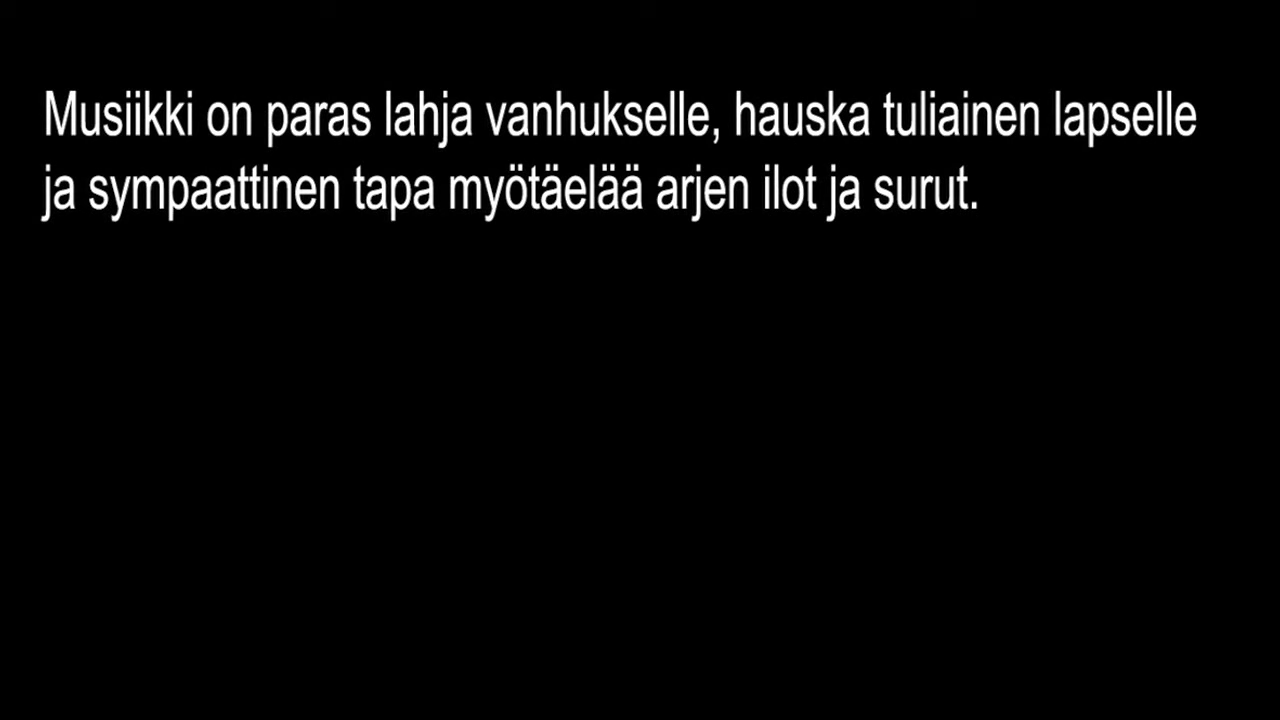 Musiikki on paras lahja vanhukselle, hauska tuliainen lapselle
ja sympaattinen tapa myötäelää arjen ilot ja surut.